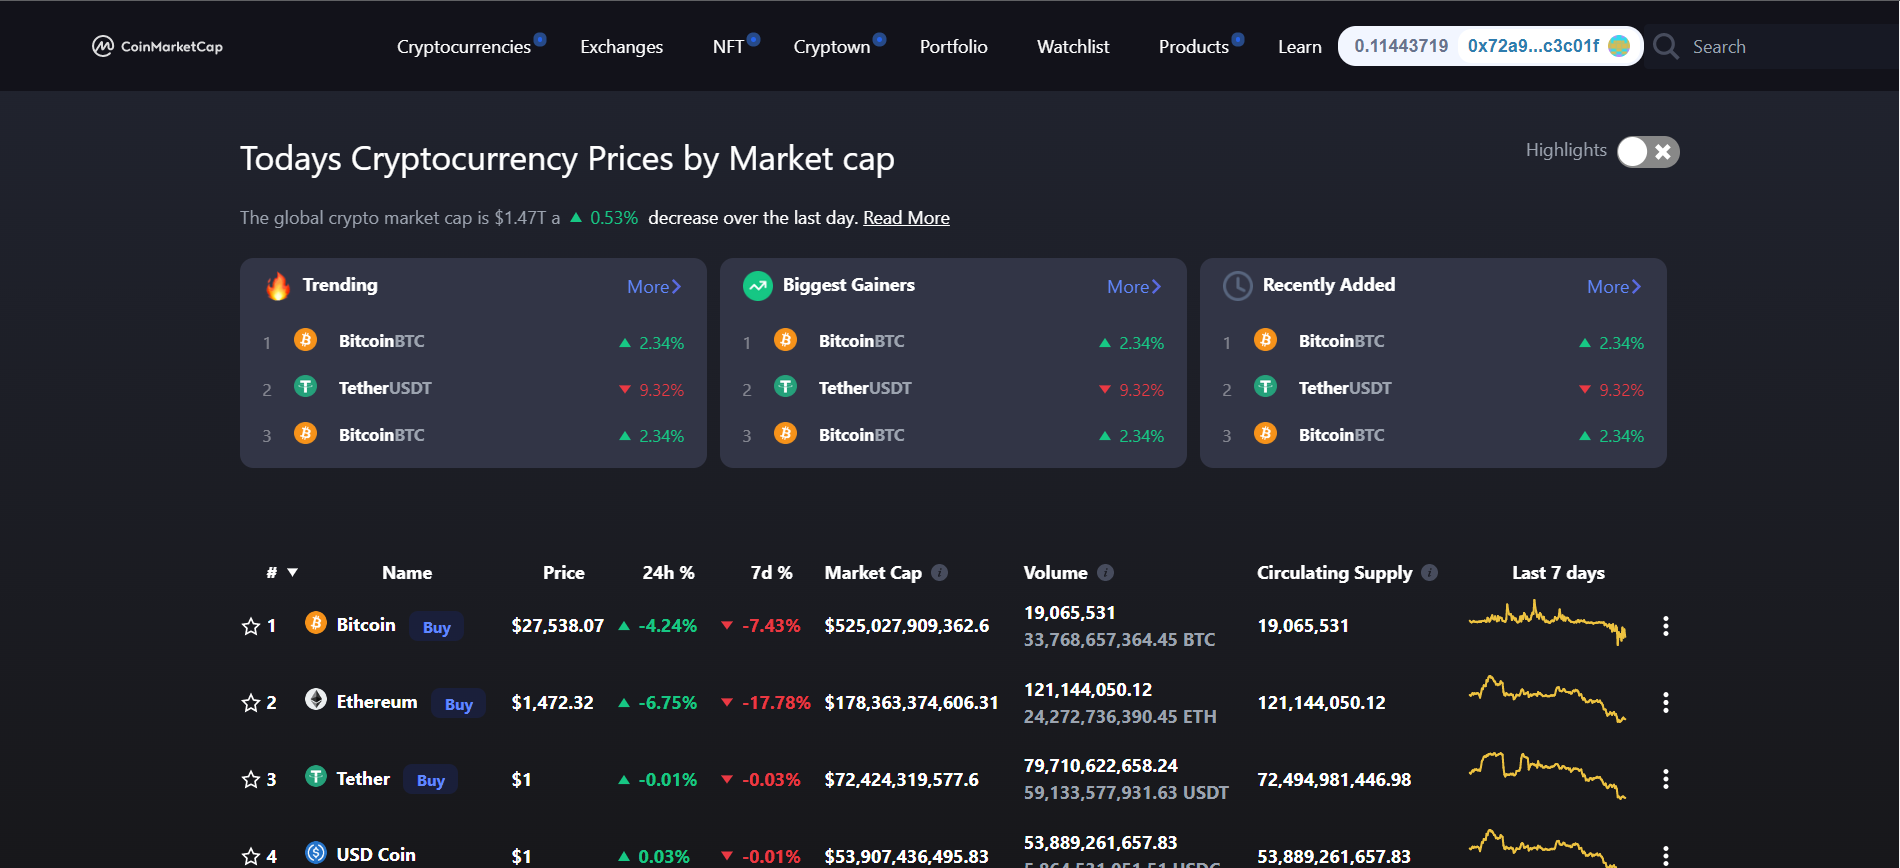 CoinMarketCap Cryptocurrencies Exchanges NFT Cryptown Portfolio Watchlist Products Learn 0.11443719 0x72a9...c3c01f Search
Todays Cryptocurrency Prices by Market cap
Highlights
The global crypto market cap is $1.47T a 0.53% decrease over the last day. Read More
Trending More
1 BitcoinBTC 2.34%
2 TetherUSDT 9.32%
3 BitcoinBTC 2.34%
Biggest Gainers More
1 BitcoinBTC 2.34%
2 TetherUSDT 9.32%
3 BitcoinBTC 2.34%
Recently Added More
1 BitcoinBTC 2.34%
2 TetherUSDT 9.32%
3 BitcoinBTC 2.34%
# Name Price 24h % 7d % Market Cap Volume Circulating Supply Last 7 days
1 Bitcoin Buy $27,538.07 -4.24% -7.43% $525,027,909,362.6 19,065,531 19,065,531
33,768,657,364.45 BTC
2 Ethereum Buy $1,472.32 -6.75% -17.78% $178,363,374,606.31 121,144,050.12 121,144,050.12
24,272,736,390.45 ETH
3 Tether Buy $1 -0.01% -0.03% $72,424,319,577.6 79,710,622,658.24 72,494,981,446.98
59,133,577,931.63 USDT
4 USD Coin $1 0.03% -0.01% $53,907,436,495.83 53,889,261,657.83 53,889,261,657.83